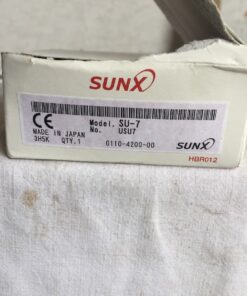 SUNX
CE
Model. SU-7
No. USU7
MADE IN JAPAN
3H5K QTY.1
0110-4200-00
SUNX
HBR012